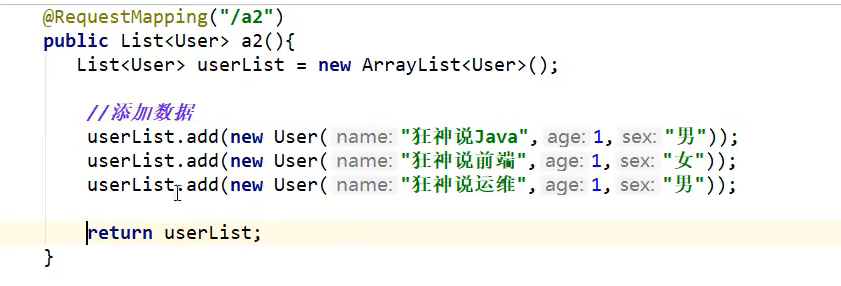 @RequestMapping("/a2")
public List<User> a2(){
List<User> userList = new ArrayList<User>();
//添加数据
userList.add(new User( name: "狂神说Java", age: 1, sex: "男"));
userList.add(new User( name: "狂神说前端", age: 1, sex: "女"));
userList.add(new User( name: "狂神说运维", age: 1, sex: "男"));
return userList;
}